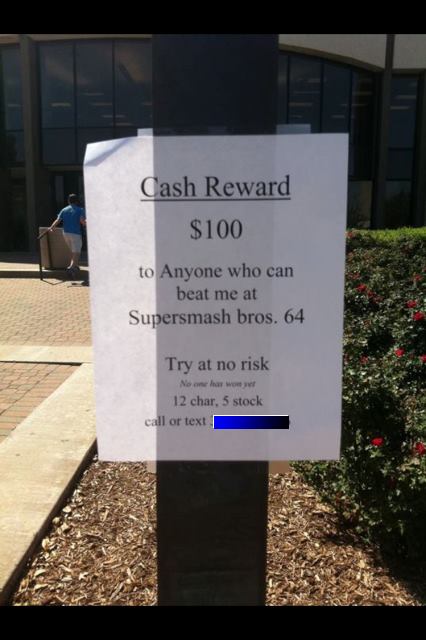 Cash Reward
$100
to Anyone who can
beat me at
Supersmash bros. 64
Try at no risk
No one has won yet
12 char, 5 stock
call or text